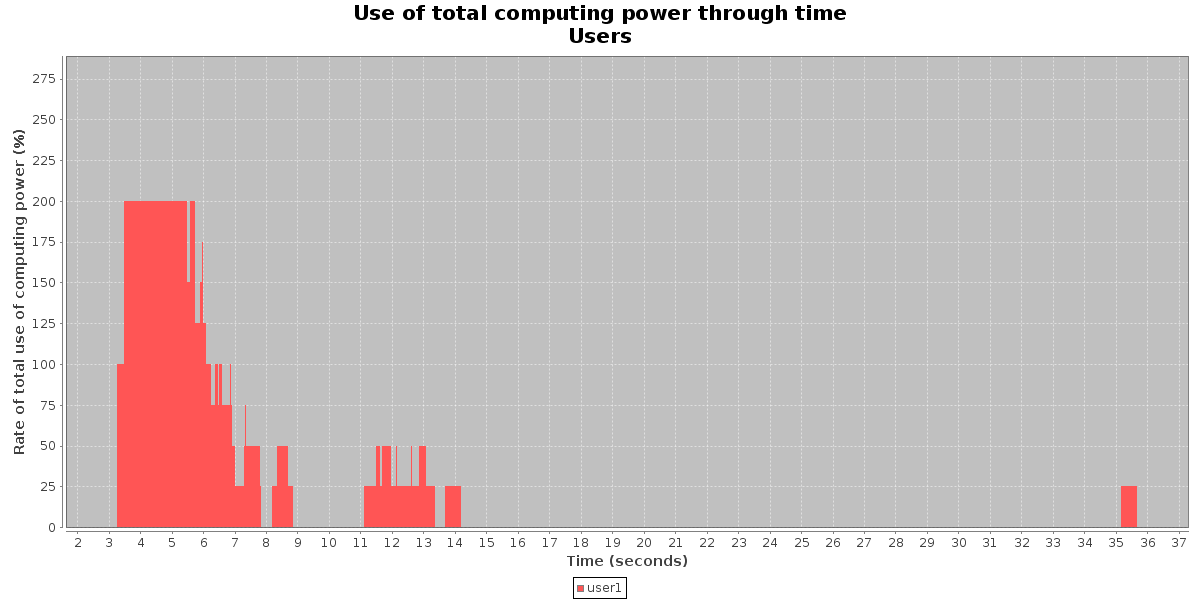 Use of total computing power through time
Users
Rate of total use of computing power (%)
275
250
225
200
175
150
125
100
75
50
25
0
2 3 4 5 6 7 8 9 10 11 12 13 14 15 16 17 18 19 20 21 22 23 24 25 26 27 28 29 30 31 32 33 34 35 36 37
Time (seconds)
user1